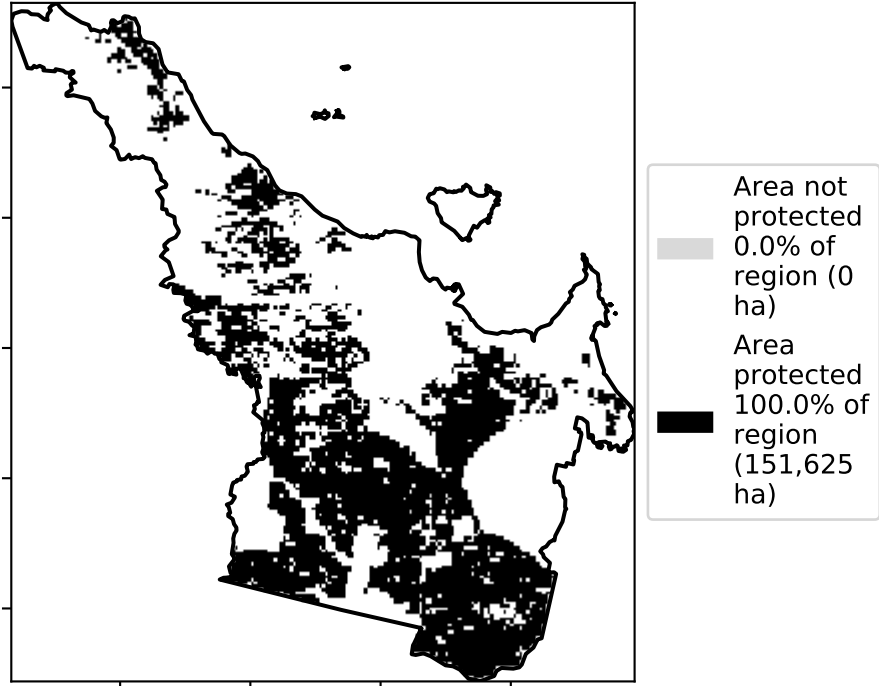 Area not
protected
0.0% of
region (0
ha)
Area
protected
100.0% of
region
(151,625
ha)